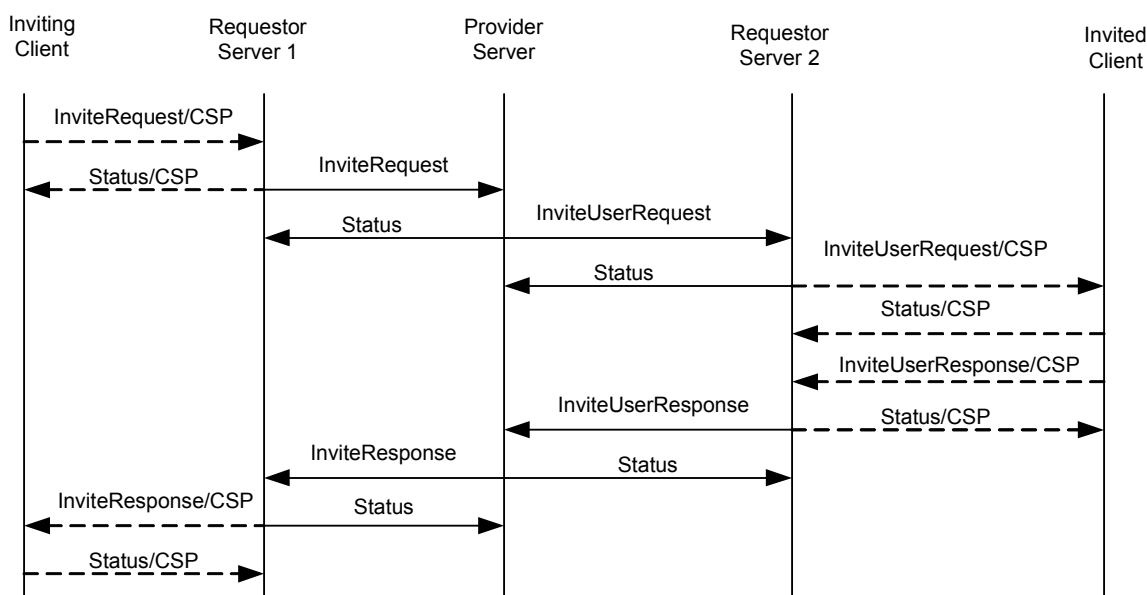 Inviting
Client
Requestor
Server 1
Provider
Server
Requestor
Server 2
Invited
Client
InviteRequest/CSP
Status/CSP
InviteRequest
Status
InviteUserRequest
Status
InviteUserRequest/CSP
Status/CSP
InviteUserResponse/CSP
InviteUserResponse
Status/CSP
InviteResponse
Status
InviteResponse/CSP
Status
Status/CSP